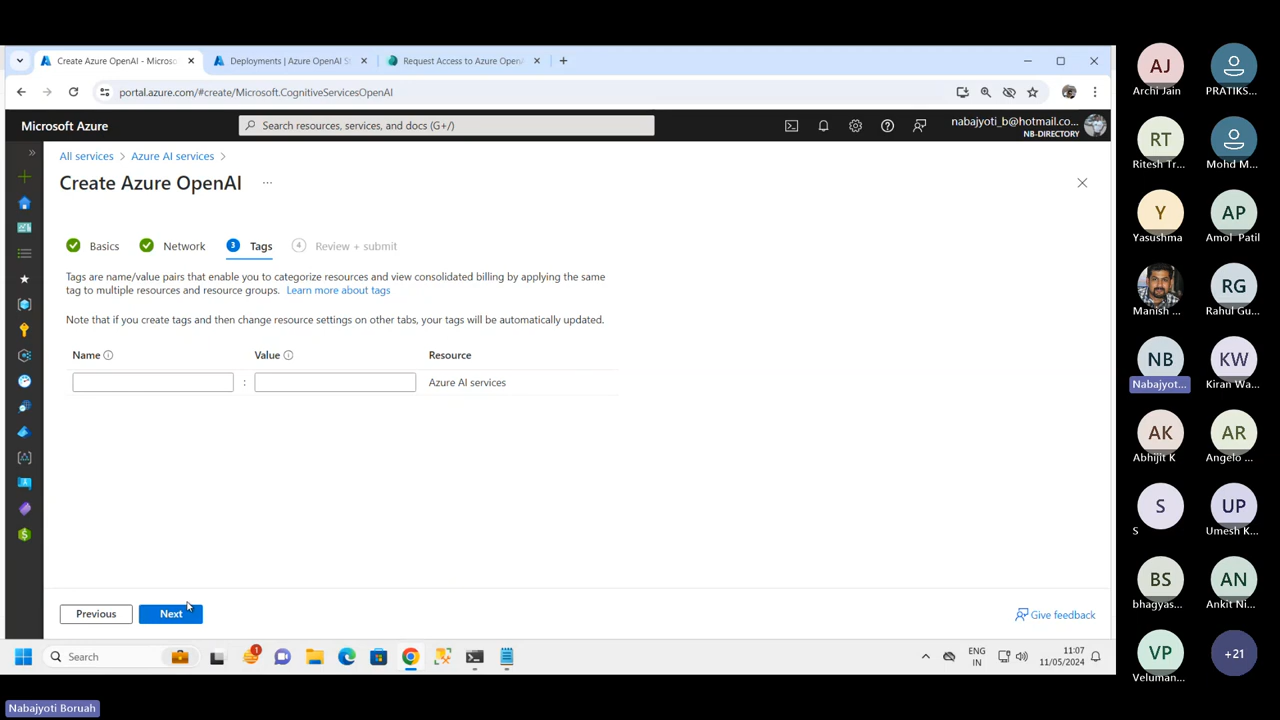 Create Azure OpenAI - Microso
Deployments | Azure OpenAI S
Request Access to Azure OpenA
portal.azure.com/#create/Microsoft.CognitiveServicesOpenAI
Microsoft Azure
Search resources, services, and docs (G+/)
nabajyoti_b@hotmail.co...
NB-DIRECTORY
All services > Azure AI services >
Create Azure OpenAI ...
Basics
Network
3 Tags
4 Review + submit
Tags are name/value pairs that enable you to categorize resources and view consolidated billing by applying the same
tag to multiple resources and resource groups. Learn more about tags
Note that if you create tags and then change resource settings on other tabs, your tags will be automatically updated.
Name
Value
Resource
:
Azure AI services
Previous
Next
Give feedback
Search
1
ENG
IN
11:07
11/05/2024
AJ
Archi Jain
PRATIKS...
RT
Ritesh Tr...
Mohd M...
Y
Yasushma
AP
Amol Patil
Manish ...
RG
Rahul Gu...
NB
Nabajyot...
KW
Kiran Wa...
AK
Abhijit K
AR
Angelo ...
S
S
UP
Umesh K...
BS
bhagyas...
AN
Ankit Ni...
VP
Veluman...
+21
Nabajyoti Boruah